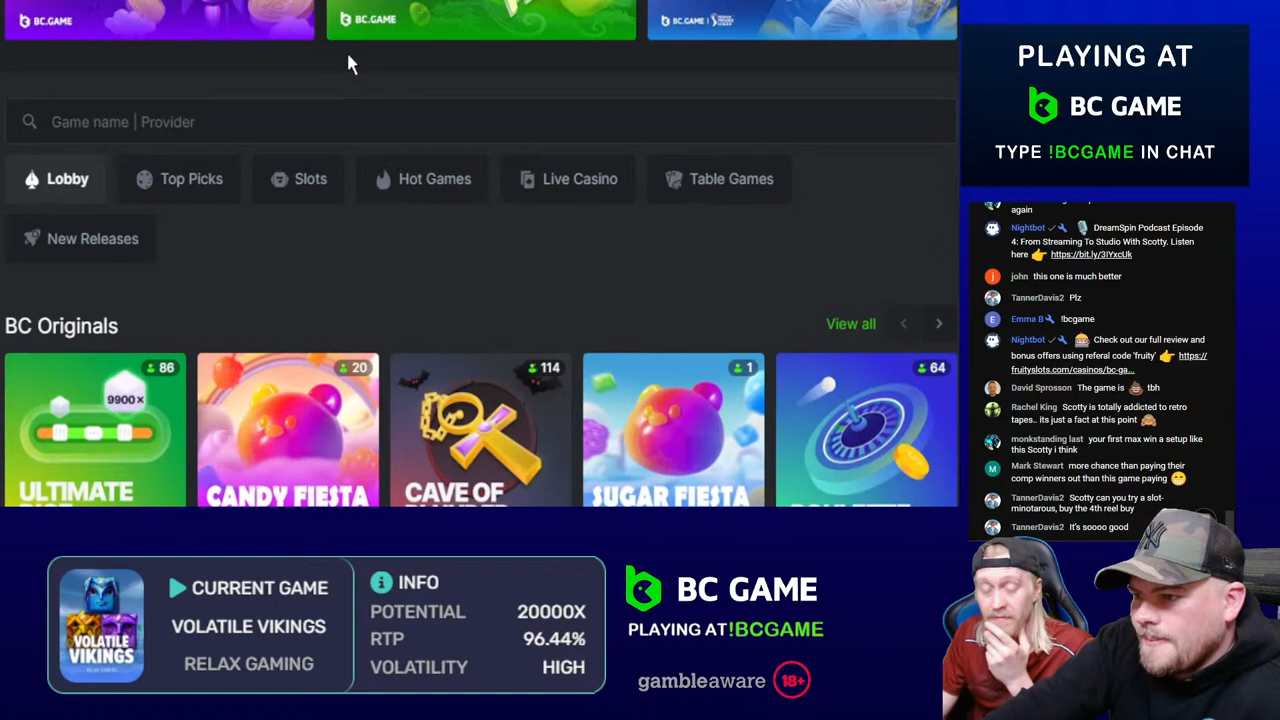 BC.GAME
BC.GAME
BC.GAME
Game name | Provider
Lobby
Top Picks
Slots
Hot Games
Live Casino
Table Games
New Releases
BC Originals
View all
86
9900×
ULTIMATE
20
CANDY FIESTA
114
CAVE OF
1
SUGAR FIESTA
64
PLAYING AT
BC GAME
TYPE !BCGAME IN CHAT
again
Nightbot DreamSpin Podcast Episode
4: From Streaming To Studio With Scotty. Listen
here 👉 https://bit.ly/3IYxcUk
john this one is much better
TannerDavis2 Plz
Emma B !bcgame
Nightbot Check out our full review and
bonus offers using referal code 'fruity' 👉 https://
fruityslots.com/casinos/bc-ga...
David Sprosson The game is 💩 tbh
Rachel King Scotty is totally addicted to retro
tapes.. its just a fact at this point 🙈
monkstanding last your first max win a setup like
this Scotty i think
Mark Stewart more chance than paying their
comp winners out than this game paying 😁
TannerDavis2 Scotty can you try a slot-
minotarous, buy the 4th reel buy
TannerDavis2 It's soooo good
VOLATILE
VIKINGS
CURRENT GAME
VOLATILE VIKINGS
RELAX GAMING
INFO
POTENTIAL 20000X
RTP 96.44%
VOLATILITY HIGH
BC GAME
PLAYING AT !BCGAME
gambleaware 18+